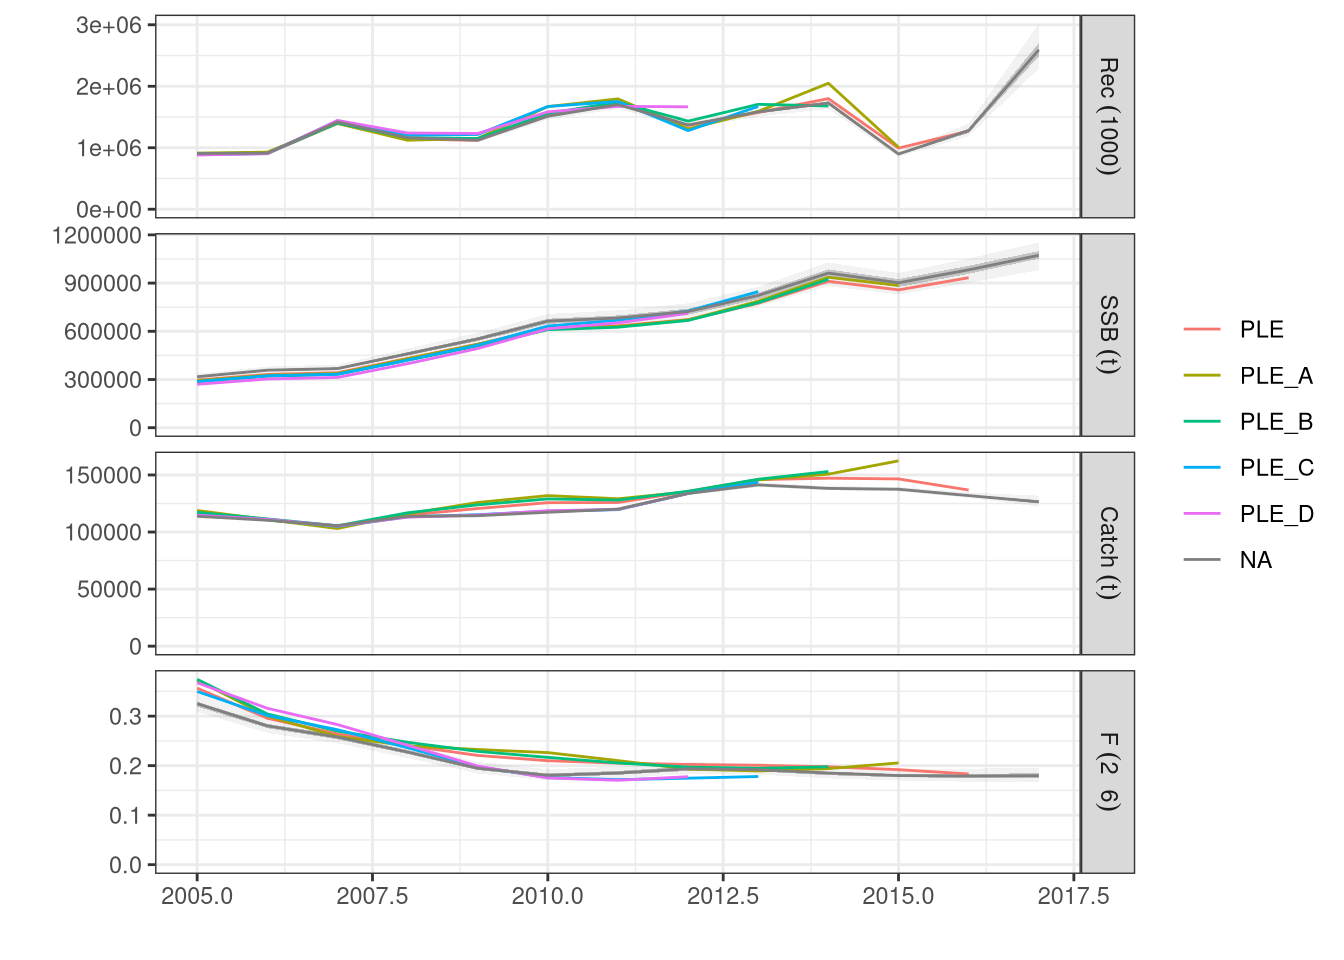 3e+06
2e+06
1e+06
0e+00
Rec (1000)
1200000
900000
600000
300000
0
SSB (t)
150000
100000
50000
0
Catch (t)
0.3
0.2
0.1
0.0
F (2 6)
2005.0 2007.5 2010.0 2012.5 2015.0 2017.5
PLE
PLE_A
PLE_B
PLE_C
PLE_D
NA